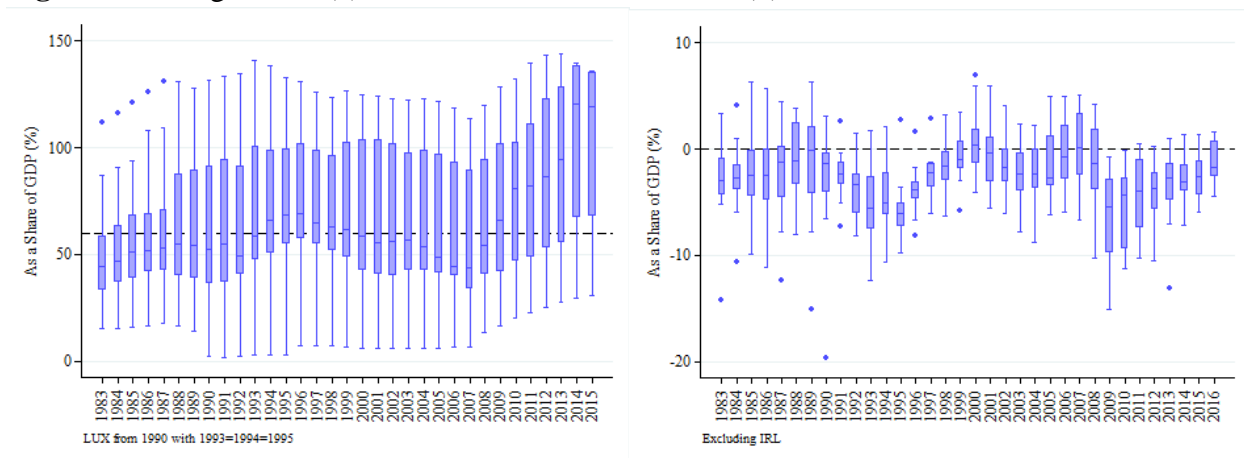 150
100
50
0
As a Share of GDP (%)
1983 1984 1985 1986 1987 1988 1989 1990 1991 1992 1993 1994 1995 1996 1997 1998 1999 2000 2001 2002 2003 2004 2005 2006 2007 2008 2009 2010 2011 2012 2013 2014 2015
LUX from 1990 with 1993=1994=1995
10
0
-10
-20
As a Share of GDP (%)
1983 1984 1985 1986 1987 1988 1989 1990 1991 1992 1993 1994 1995 1996 1997 1998 1999 2000 2001 2002 2003 2004 2005 2006 2007 2008 2009 2010 2011 2012 2013 2014 2015 2016
Excluding IRL